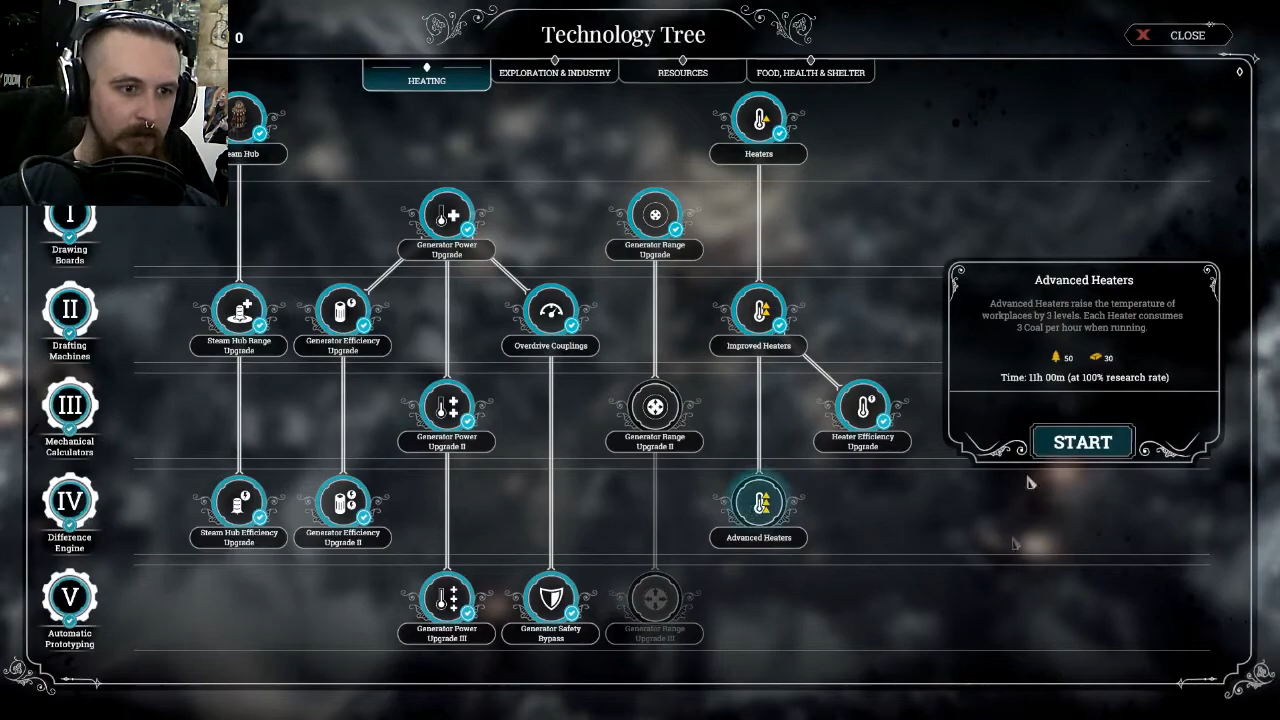 0
Technology Tree
CLOSE
HEATING
EXPLORATION & INDUSTRY
RESOURCES
FOOD, HEALTH & SHELTER
Heaters
I
Drawing
Boards
Generator Power
Upgrade
Generator Range
Upgrade
II
Drafting
Machines
Steam Hub Range
Upgrade
Generator Efficiency
Upgrade
Overdrive Couplings
Improved Heaters
III
Mechanical
Calculators
Generator Power
Upgrade II
Generator Range
Upgrade II
Heater Efficiency
Upgrade
IV
Difference
Engine
Steam Hub Efficiency
Upgrade
Generator Efficiency
Upgrade II
Advanced Heaters
V
Automatic
Prototyping
Generator Power
Upgrade III
Generator Safety
Bypass
Generator Range
Upgrade III
Advanced Heaters
Advanced Heaters raise the temperature of
workplaces by 3 levels. Each Heater consumes
3 Coal per hour when running.
50 30
Time: 11h 00m (at 100% research rate)
START